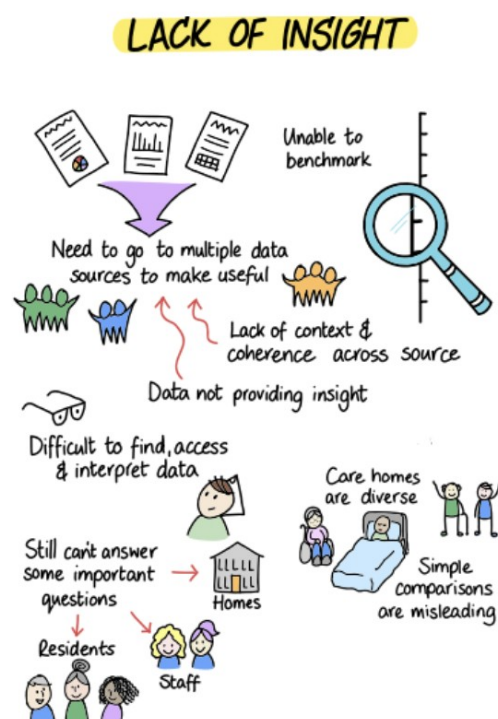 LACK OF INSIGHT
Unable to
benchmark
Need to go to multiple data
sources to make useful
Lack of context &
coherence across source
Data not providing insight
Difficult to find, access
& interpret data
Care homes
are diverse
Simple
comparisons
are misleading
Still can't answer
some important
questions
Homes
Residents
Staff